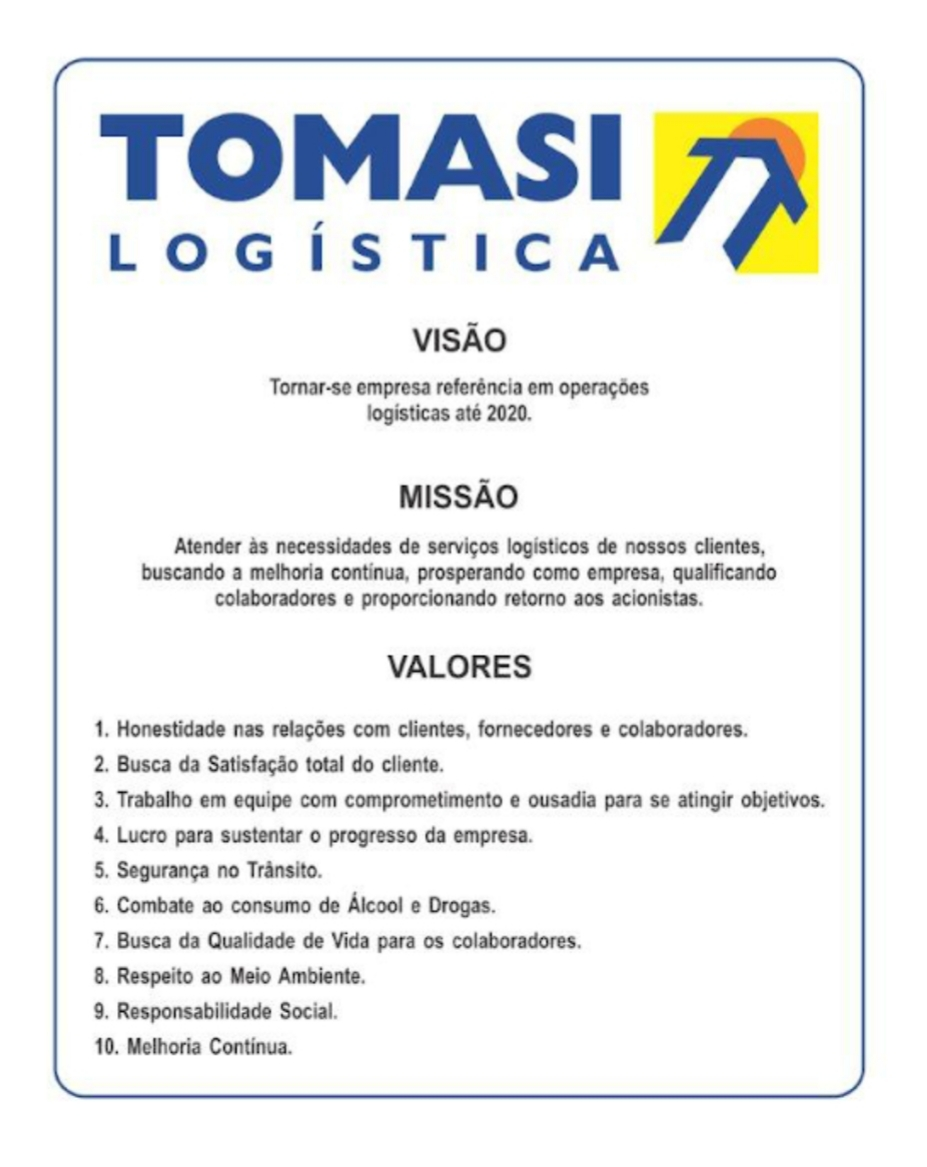 TOMASI
LOGÍSTICA
VISÃO
Tornar-se empresa referência em operações
logísticas até 2020.
MISSÃO
Atender às necessidades de serviços logísticos de nossos clientes,
buscando a melhoria contínua, prosperando como empresa, qualificando
colaboradores e proporcionando retorno aos acionistas.
VALORES
1. Honestidade nas relações com clientes, fornecedores e colaboradores.
2. Busca da Satisfação total do cliente.
3. Trabalho em equipe com comprometimento e ousadia para se atingir objetivos.
4. Lucro para sustentar o progresso da empresa.
5. Segurança no Trânsito.
6. Combate ao consumo de Álcool e Drogas.
7. Busca da Qualidade de Vida para os colaboradores.
8. Respeito ao Meio Ambiente.
9. Responsabilidade Social.
10. Melhoria Contínua.